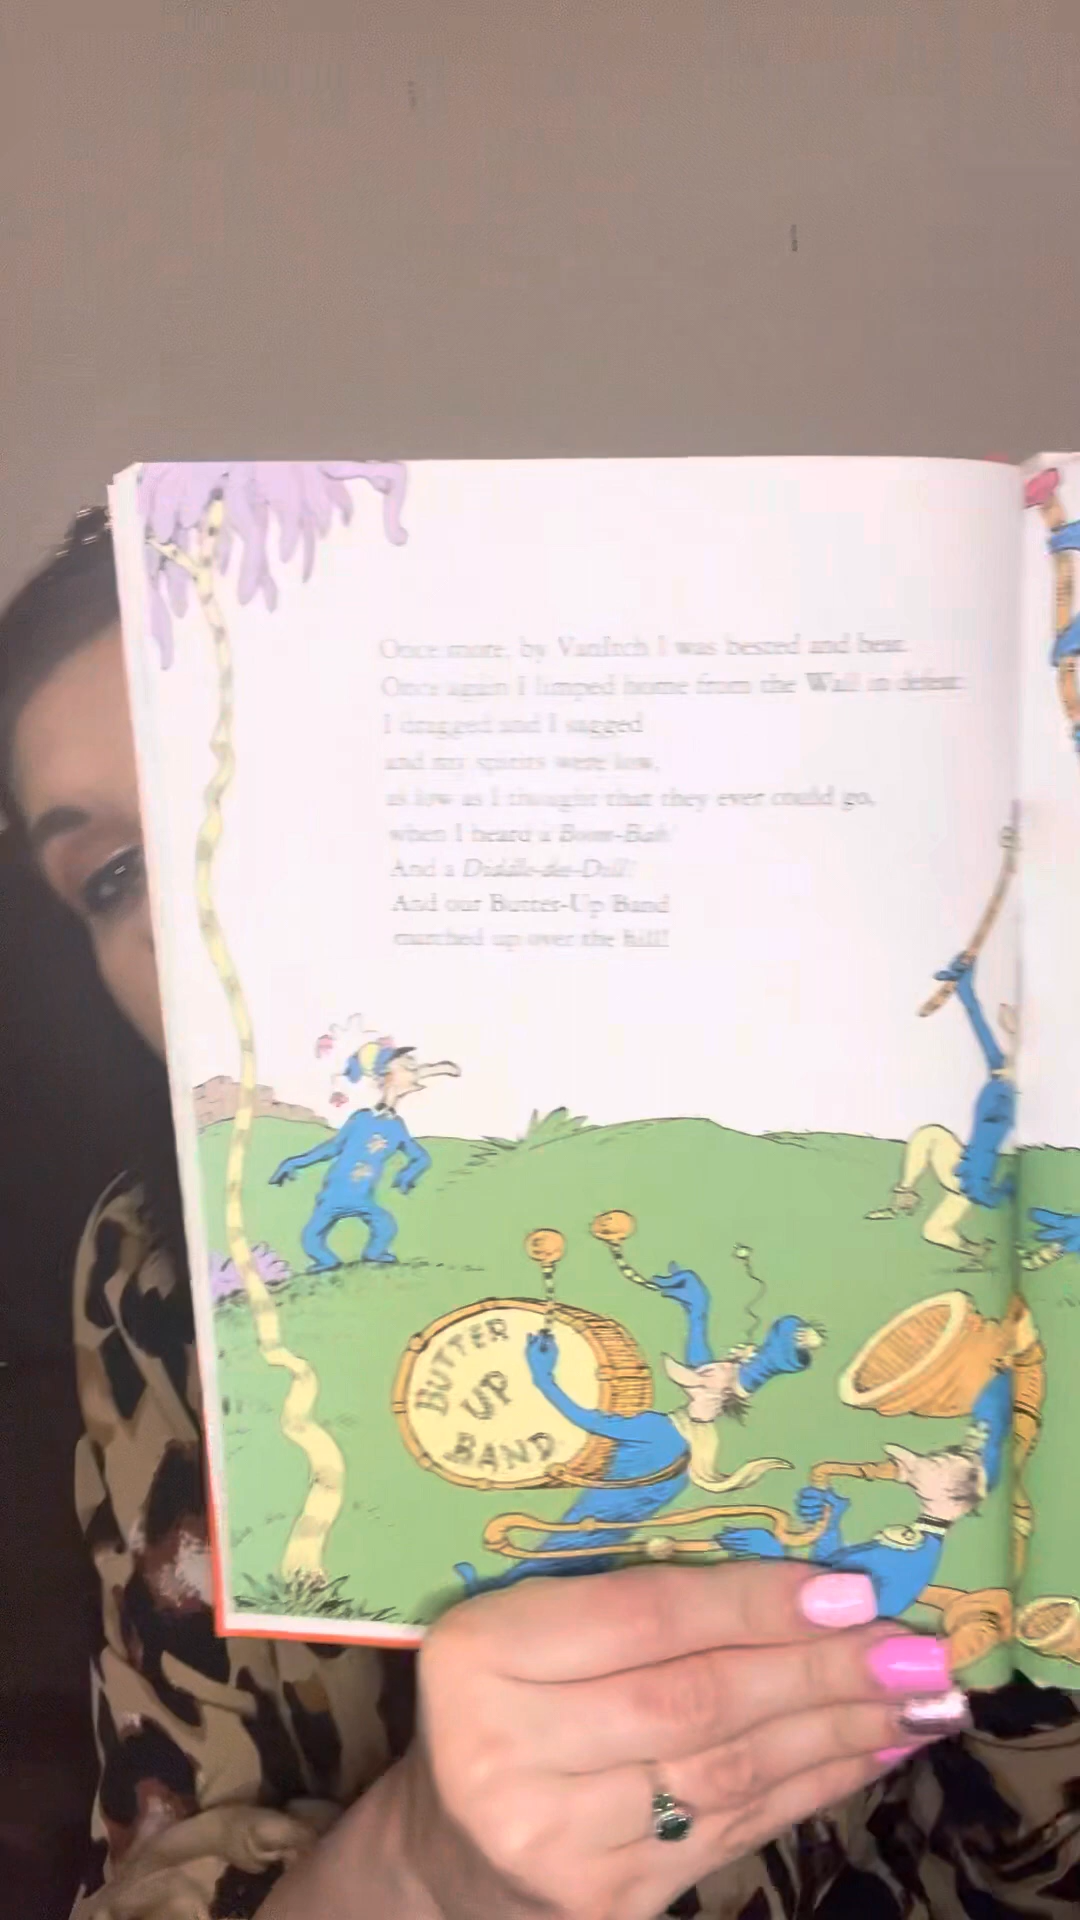 Once more, by VanItch I was bested and beat.
Once again I limped home from the Wall in defeat.
I dragged and I sagged
and my spirits were low,
as low as I thought that they ever could go,
when I heard a Boom-Bah!
And a Diddle-dee-Dill!
And our Butter-Up Band
marched up over the hill!
BUTTER
UP
BAND